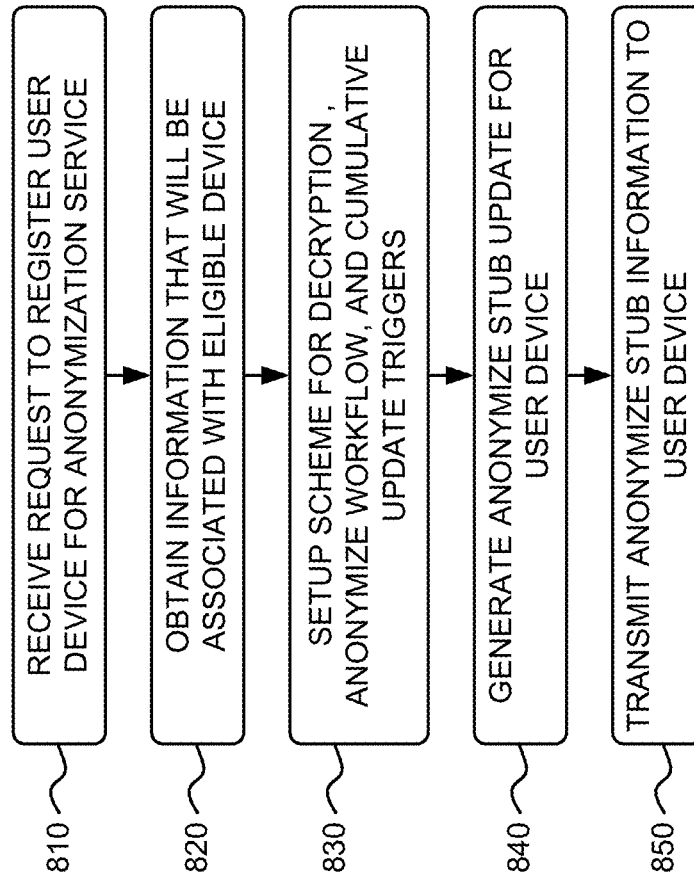 810
RECEIVE REQUEST TO REGISTER USER
DEVICE FOR ANONYMIZATION SERVICE
820
OBTAIN INFORMATION THAT WILL BE
ASSOCIATED WITH ELIGIBLE DEVICE
830
SETUP SCHEME FOR DECRYPTION ,
ANONYMIZE WORKFLOW, AND CUMULATIVE
UPDATE TRIGGERS
840
GENERATE ANONYMIZE STUB UPDATE FOR
USER DEVICE
850
TRANSMIT ANONYMIZE STUB INFORMATION TO
USER DEVICE